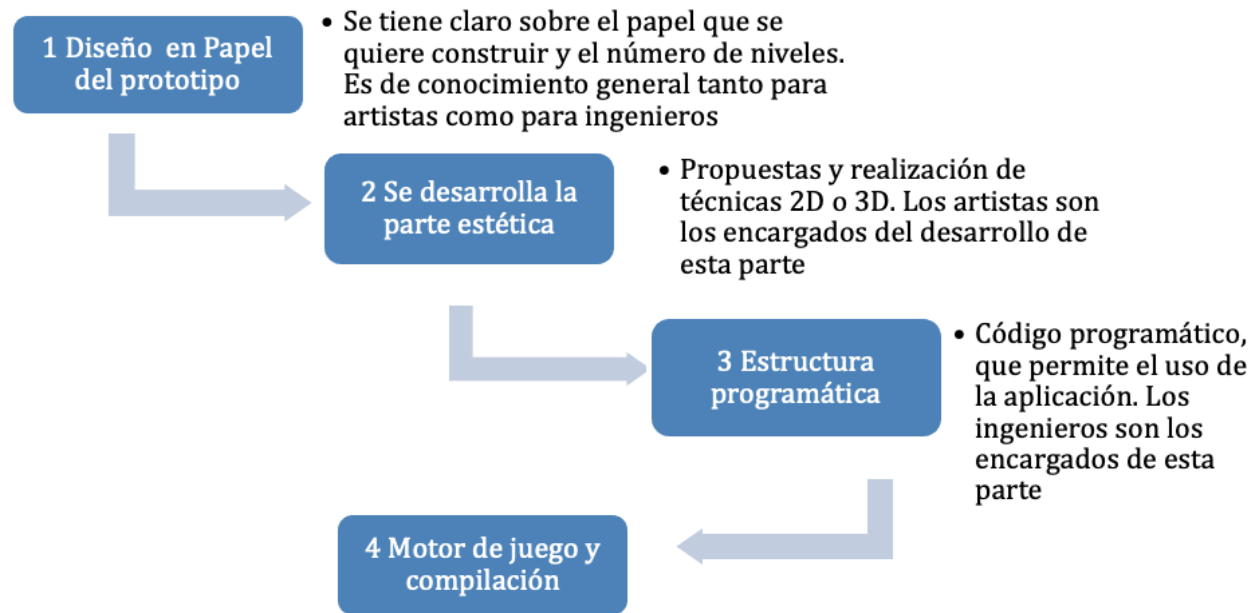 1 Diseño en Papel
del prototipo
• Se tiene claro sobre el papel que se
quiere construir y el número de niveles.
Es de conocimiento general tanto para
artistas como para ingenieros
2 Se desarrolla la
parte estética
• Propuestas y realización de
técnicas 2D o 3D. Los artistas son
los encargados del desarrollo de
esta parte
3 Estructura
programática
• Código programático,
que permite el uso de
la aplicación. Los
ingenieros son los
encargados de esta
parte
4 Motor de juego y
compilación